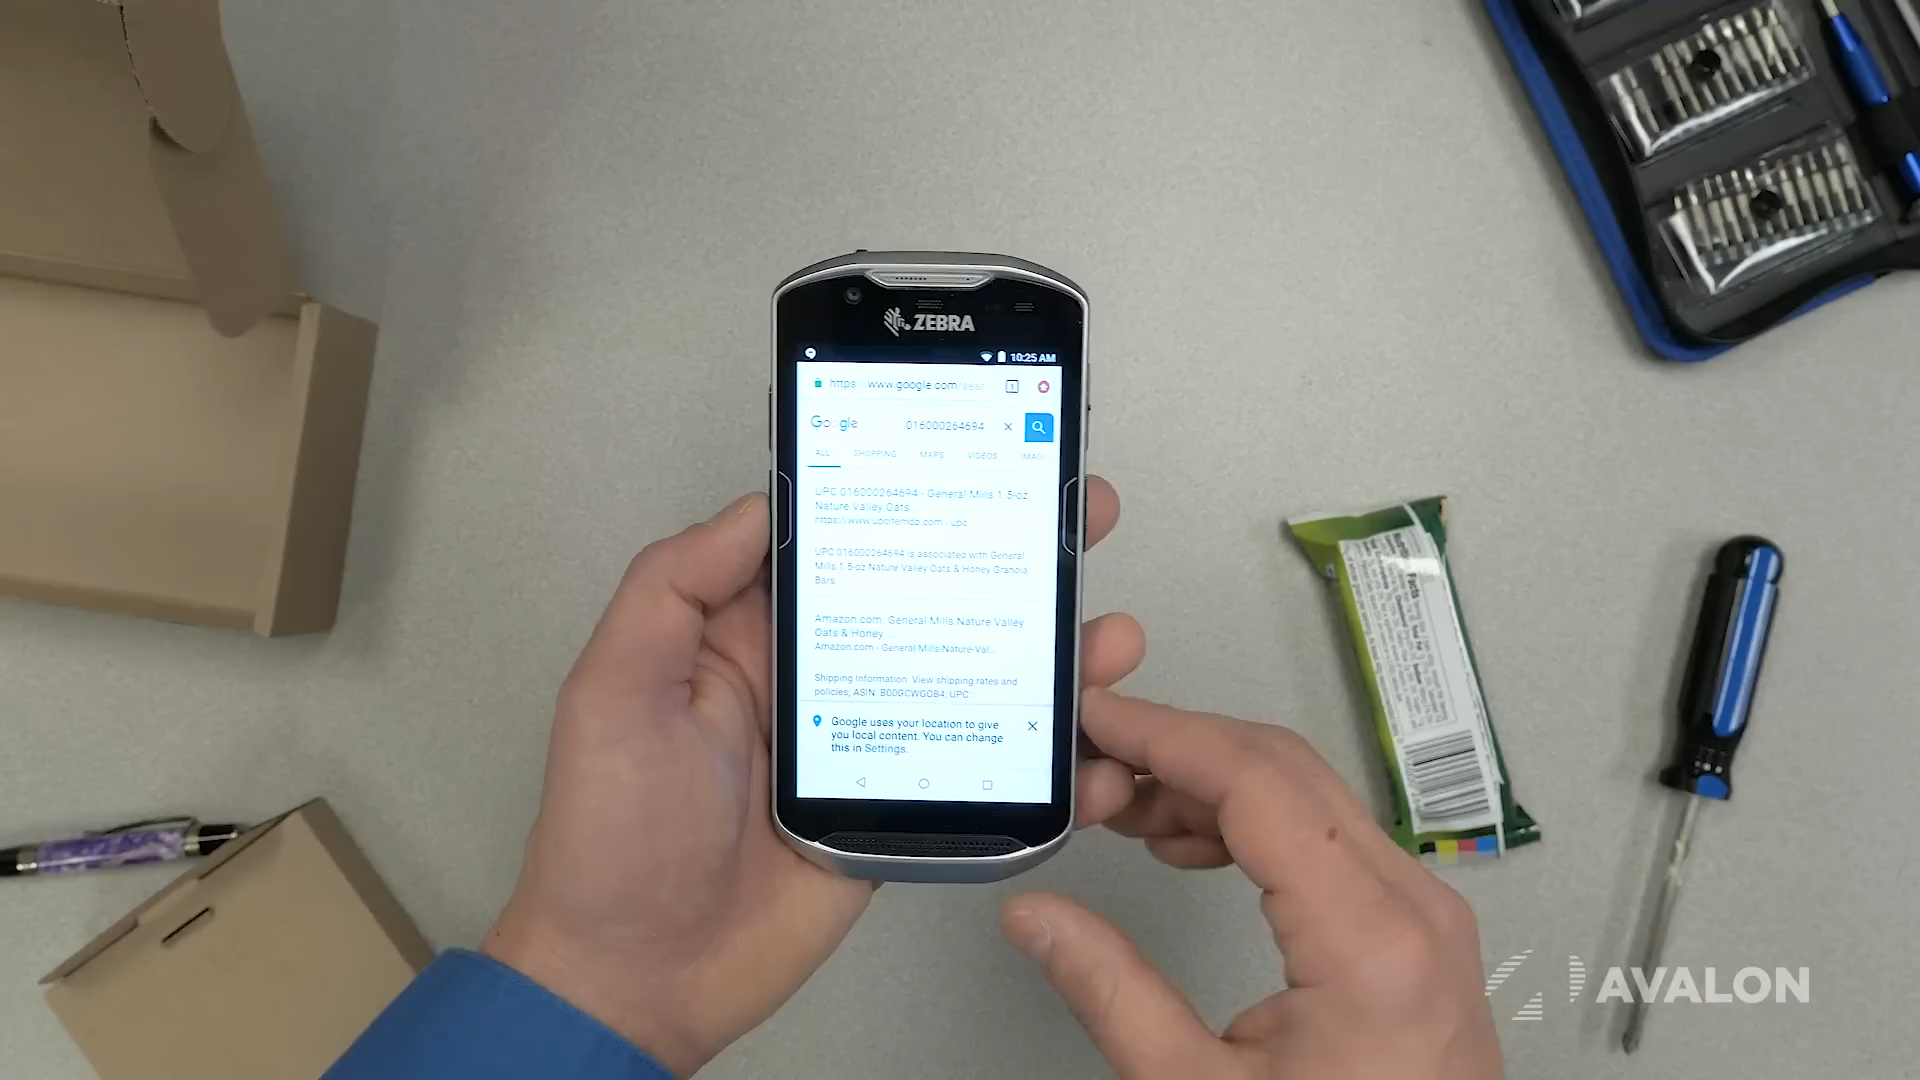 ZEBRA
10:25 AM
https www.google.com/sear
1
Google 016000264694
ALL SHOPPING MAPS VIDEOS IMAG
UPC 016000264694 - General Mills 1.5-oz
Nature Valley Oats ...
https://www.upcitemdb.com › upc
UPC 016000264694 is associated with General
Mills 1.5-oz Nature Valley Oats & Honey Granola
Bars.
Amazon.com: General Mills Nature Valley
Oats & Honey ...
Amazon.com › General-Mills-Nature-Val...
Shipping Information: View shipping rates and
policies; ASIN: B00GCWGOB4; UPC
Google uses your location to give
you local content. You can change
this in Settings.
Facts
AVALON